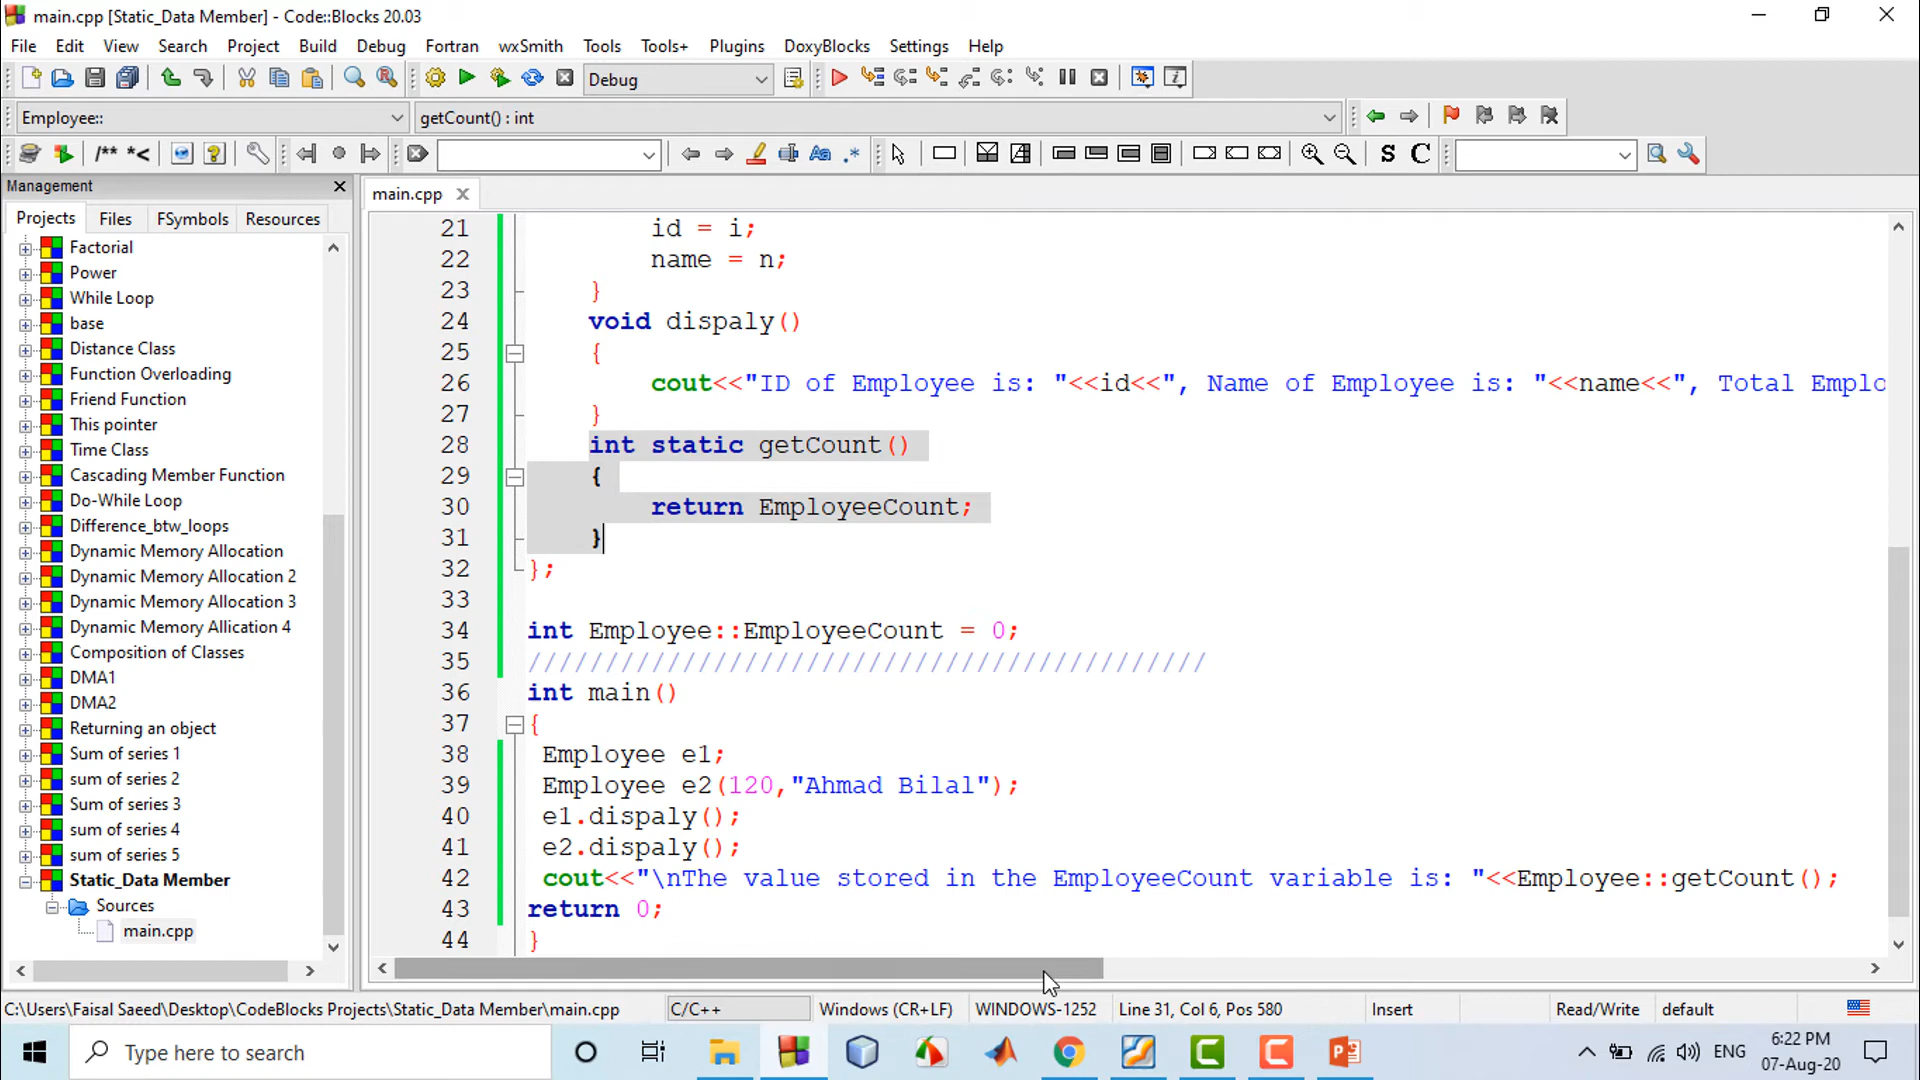 main.cpp [Static_Data Member] - Code::Blocks 20.03
File Edit View Search Project Build Debug Fortran wxSmith Tools Tools+ Plugins DoxyBlocks Settings Help
Debug
Employee:: getCount() : int
/** *< Aa .* S C
Management
Projects Files FSymbols Resources
Factorial
Power
While Loop
base
Distance Class
Function Overloading
Friend Function
This pointer
Time Class
Cascading Member Function
Do-While Loop
Difference_btw_loops
Dynamic Memory Allocation
Dynamic Memory Allocation 2
Dynamic Memory Allocation 3
Dynamic Memory Allication 4
Composition of Classes
DMA1
DMA2
Returning an object
Sum of series 1
sum of series 2
Sum of series 3
sum of series 4
sum of series 5
Static_Data Member
Sources
main.cpp
main.cpp
21 id = i;
22 name = n;
23 }
24 void dispaly()
25 {
26 cout<<"ID of Employee is: "<<id<<", Name of Employee is: "<<name<<", Total Emplo
27 }
28 int static getCount()
29 {
30 return EmployeeCount;
31 }
32 };
33
34 int Employee::EmployeeCount = 0;
35 ////////////////////////////////////////////
36 int main()
37 {
38 Employee e1;
39 Employee e2(120,"Ahmad Bilal");
40 e1.dispaly();
41 e2.dispaly();
42 cout<<"\nThe value stored in the EmployeeCount variable is: "<<Employee::getCount();
43 return 0;
44 }
C:\Users\Faisal Saeed\Desktop\CodeBlocks Projects\Static_Data Member\main.cpp C/C++ Windows (CR+LF) WINDOWS-1252 Line 31, Col 6, Pos 580 Insert Read/Write default
Type here to search
ENG
6:22 PM
07-Aug-20